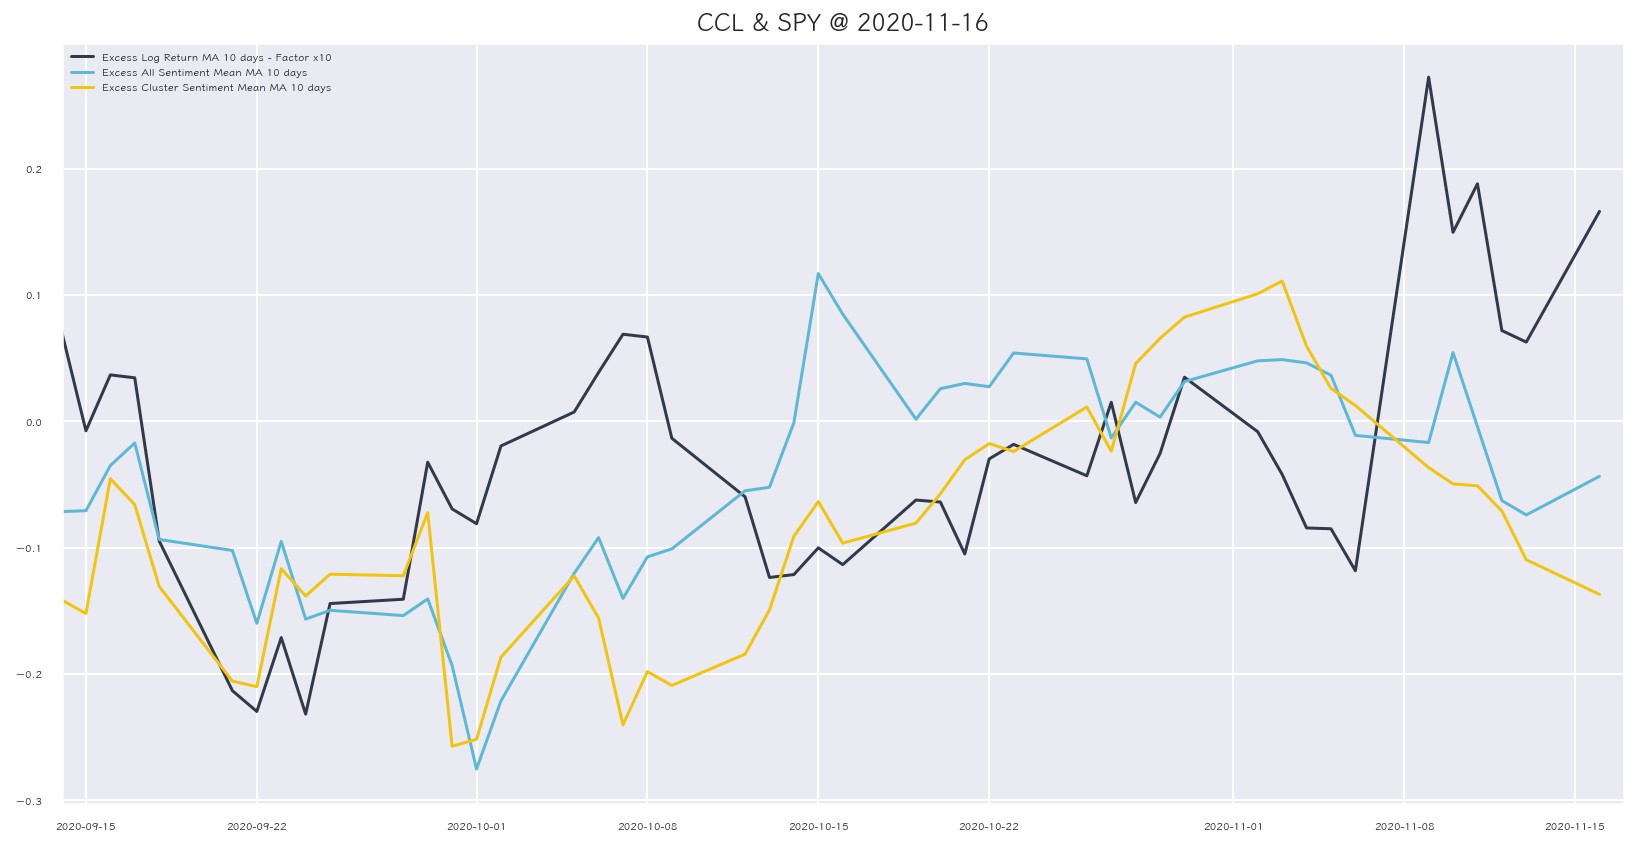 CCL & SPY @ 2020-11-16
Excess Log Return MA 10 days - Factor x10
Excess All Sentiment Mean MA 10 days
Excess Cluster Sentiment Mean MA 10 days
0.2
0.1
0.0
−0.1
−0.2
−0.3
2020-09-15 2020-09-22 2020-10-01 2020-10-08 2020-10-15 2020-10-22 2020-11-01 2020-11-08 2020-11-15